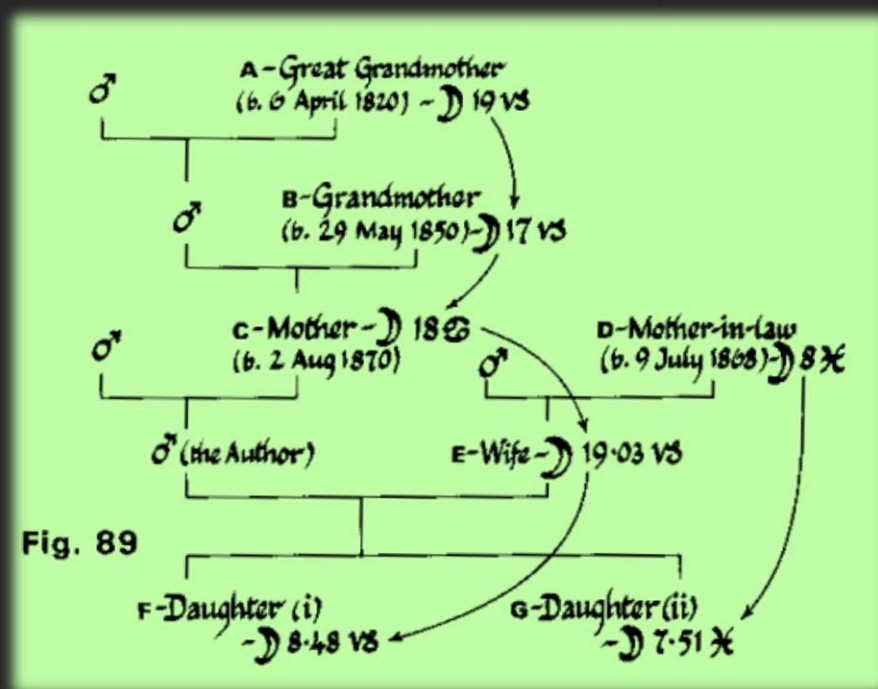 ♂ A-Great Grandmother
(b. 6 April 1820) - ☽ 19 ♑
♂ B-Grandmother
(b. 29 May 1850)-☽ 17 ♑
♂ C-Mother-☽ 18♋
(b. 2 Aug 1870)
♂ D-Mother-in-law
(b. 9 July 1868)-☽ 8 ♓
♂ (the Author)
E-Wife-☽ 19.03 ♑
Fig. 89
F-Daughter (i)
-☽ 8.48 ♑
G-Daughter (ii)
-☽ 7.51 ♓